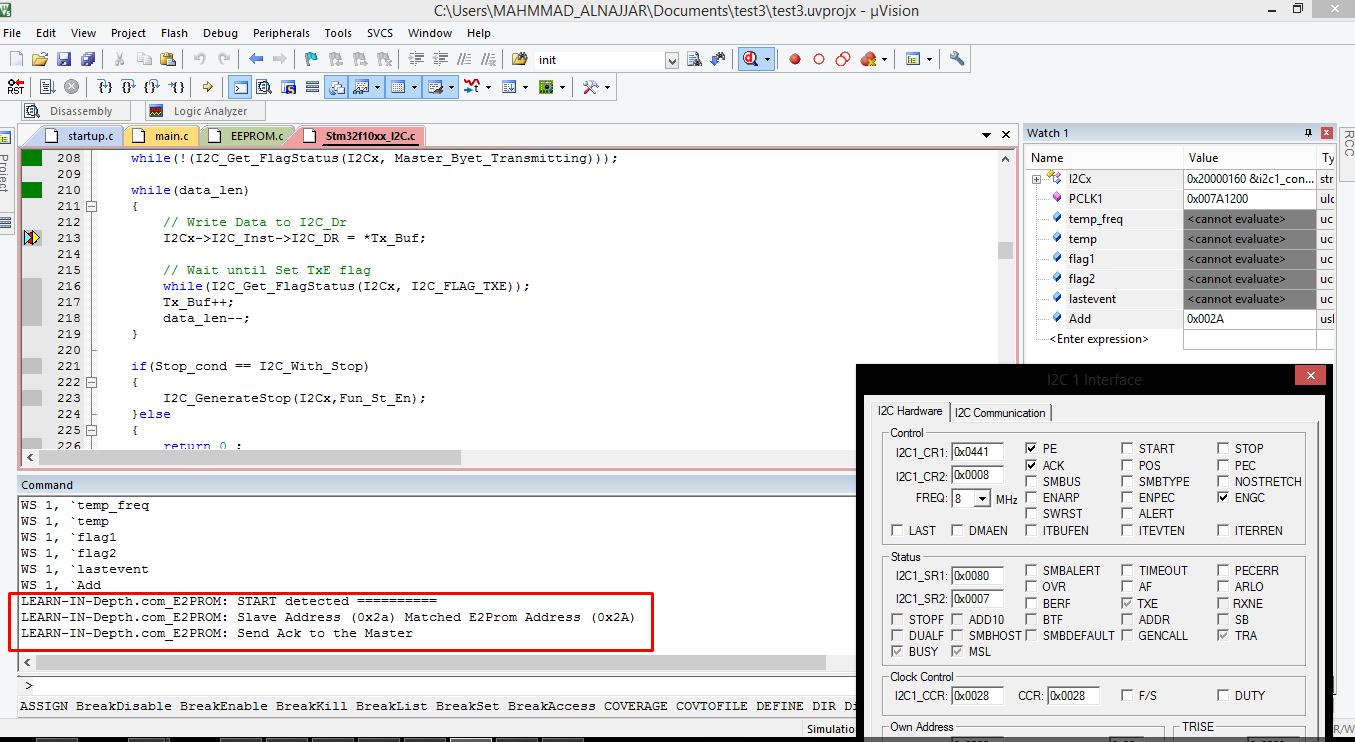 C:\Users\MAHMMAD_ALNAJJAR\Documents\test3\test3.uvprojx - µVision
File Edit View Project Flash Debug Peripherals Tools SVCS Window Help
init
RST
Disassembly Logic Analyzer
startup.c main.c EEPROM.c Stm32f10xx_I2C.c
Project
208 while(!(I2C_Get_FlagStatus(I2Cx, Master_Byet_Transmitting)));
209
210 while(data_len)
211 {
212 // Write Data to I2C_Dr
213 I2Cx->I2C_Inst->I2C_DR = *Tx_Buf;
214
215 // Wait until Set TxE flag
216 while(I2C_Get_FlagStatus(I2Cx, I2C_FLAG_TXE));
217 Tx_Buf++;
218 data_len--;
219 }
220
221 if(Stop_cond == I2C_With_Stop)
222 {
223 I2C_GenerateStop(I2Cx,Fun_St_En);
224 }else
225 {
226 return 0 ;
Watch 1
RCC
Name Value Ty
I2Cx 0x20000160 &i2c1_con... str
PCLK1 0x007A1200 ulc
temp_freq <cannot evaluate> uc
temp <cannot evaluate> uc
flag1 <cannot evaluate> uc
flag2 <cannot evaluate> uc
lastevent <cannot evaluate> uc
Add 0x002A usl
<Enter expression>
Command
WS 1, `temp_freq
WS 1, `temp
WS 1, `flag1
WS 1, `flag2
WS 1, `lastevent
WS 1, `Add
LEARN-IN-Depth.com_E2PROM: START detected ==========
LEARN-IN-Depth.com_E2PROM: Slave Address (0x2a) Matched E2Prom Address (0x2A)
LEARN-IN-Depth.com_E2PROM: Send Ack to the Master
>
ASSIGN BreakDisable BreakEnable BreakKill BreakList BreakSet BreakAccess COVERAGE COVTOFILE DEFINE DIR Di
Simulatio
R/W
I2C 1 Interface
I2C Hardware I2C Communication
Control
I2C1_CR1: 0x0441 PE START STOP
ACK POS PEC
I2C1_CR2: 0x0008 SMBUS SMBTYPE NOSTRETCH
FREQ: 8 MHz ENARP ENPEC ENGC
SWRST ALERT
LAST DMAEN ITBUFEN ITEVTEN ITERREN
Status
I2C1_SR1: 0x0080 SMBALERT TIMEOUT PECERR
OVR AF ARLO
I2C1_SR2: 0x0007 BERF TXE RXNE
STOPF ADD10 BTF ADDR SB
DUALF SMBHOST SMBDEFAULT GENCALL TRA
BUSY MSL
Clock Control
I2C1_CCR: 0x0028 CCR: 0x0028 F/S DUTY
Own Address TRISE